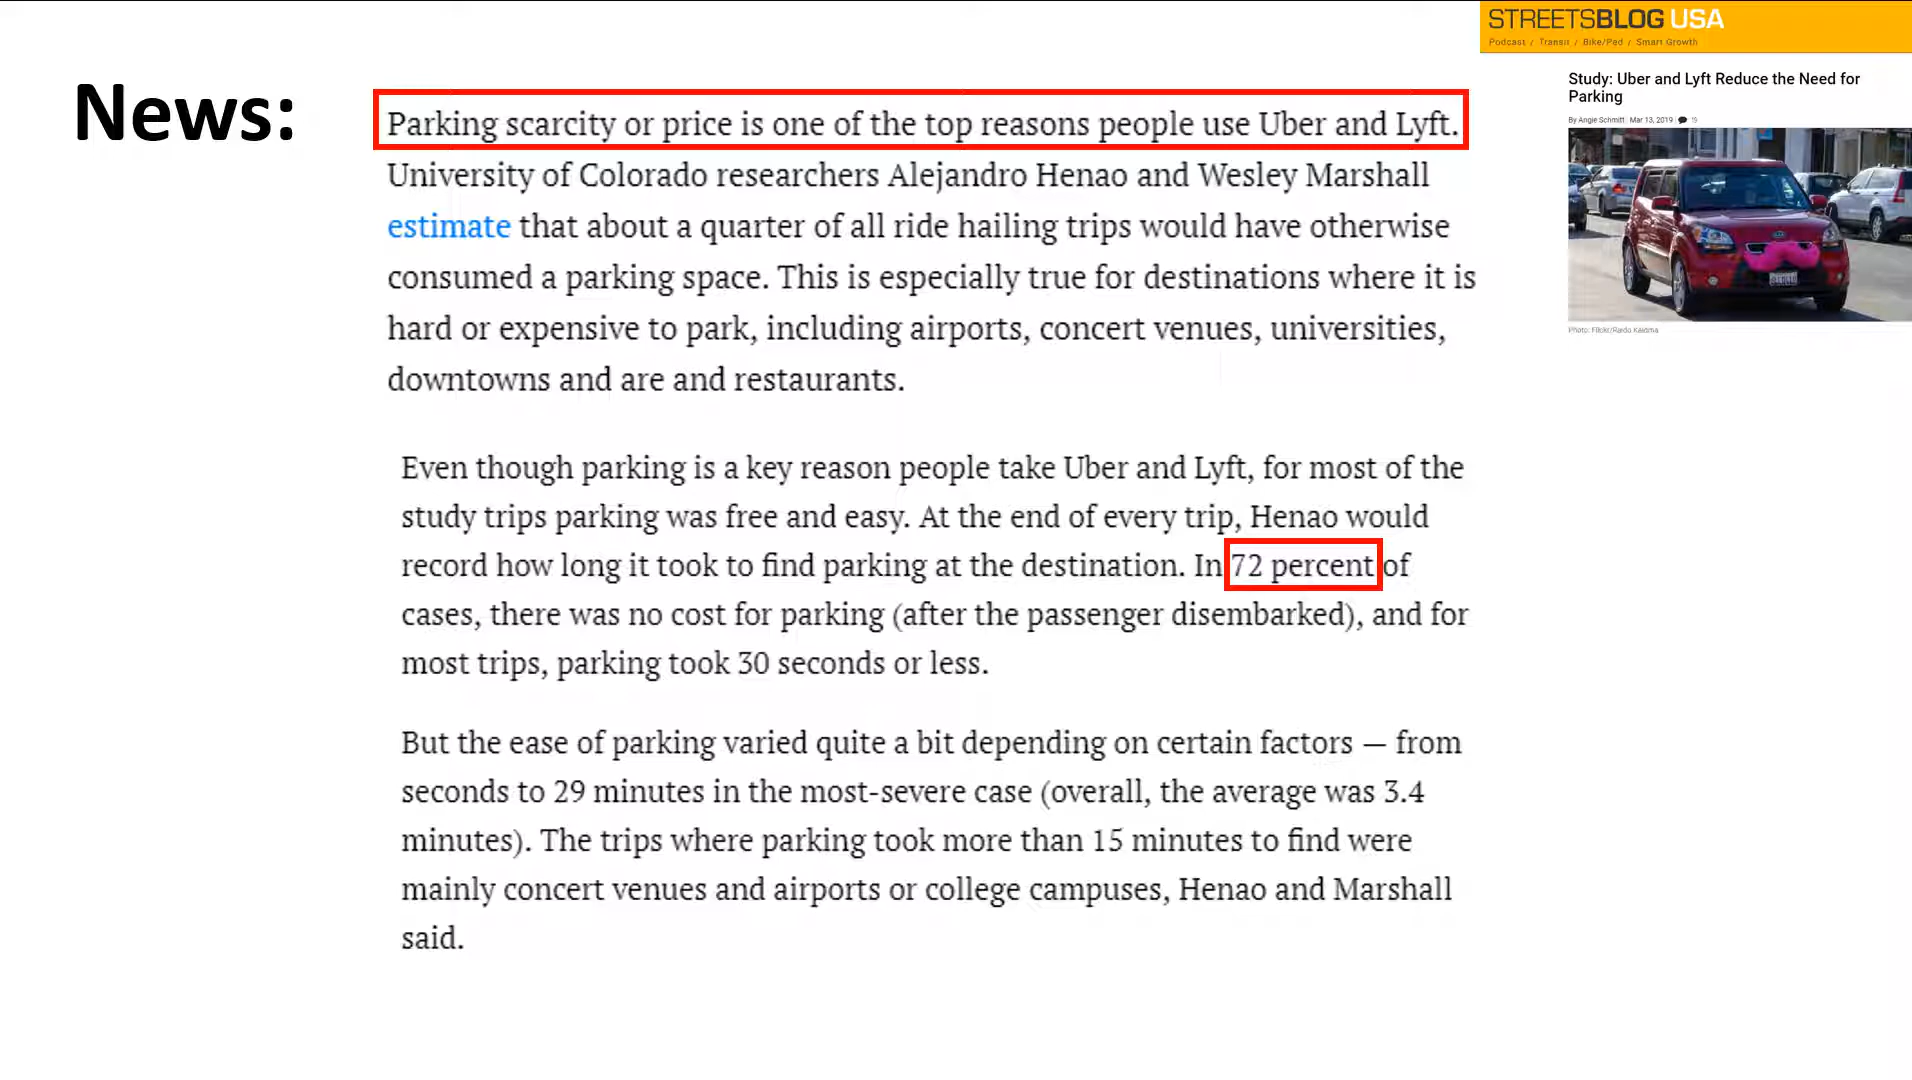 News:
Parking scarcity or price is one of the top reasons people use Uber and Lyft.
University of Colorado researchers Alejandro Henao and Wesley Marshall
estimate that about a quarter of all ride hailing trips would have otherwise
consumed a parking space. This is especially true for destinations where it is
hard or expensive to park, including airports, concert venues, universities,
downtowns and are and restaurants.
Even though parking is a key reason people take Uber and Lyft, for most of the
study trips parking was free and easy. At the end of every trip, Henao would
record how long it took to find parking at the destination. In 72 percent of
cases, there was no cost for parking (after the passenger disembarked), and for
most trips, parking took 30 seconds or less.
But the ease of parking varied quite a bit depending on certain factors — from
seconds to 29 minutes in the most-severe case (overall, the average was 3.4
minutes). The trips where parking took more than 15 minutes to find were
mainly concert venues and airports or college campuses, Henao and Marshall
said.
STREETSBLOG USA
Podcast / Transit / Bike/Ped / Smart Growth
Study: Uber and Lyft Reduce the Need for
Parking
By Angie Schmitt Mar 13, 2019
Photo: Flickr/Raido